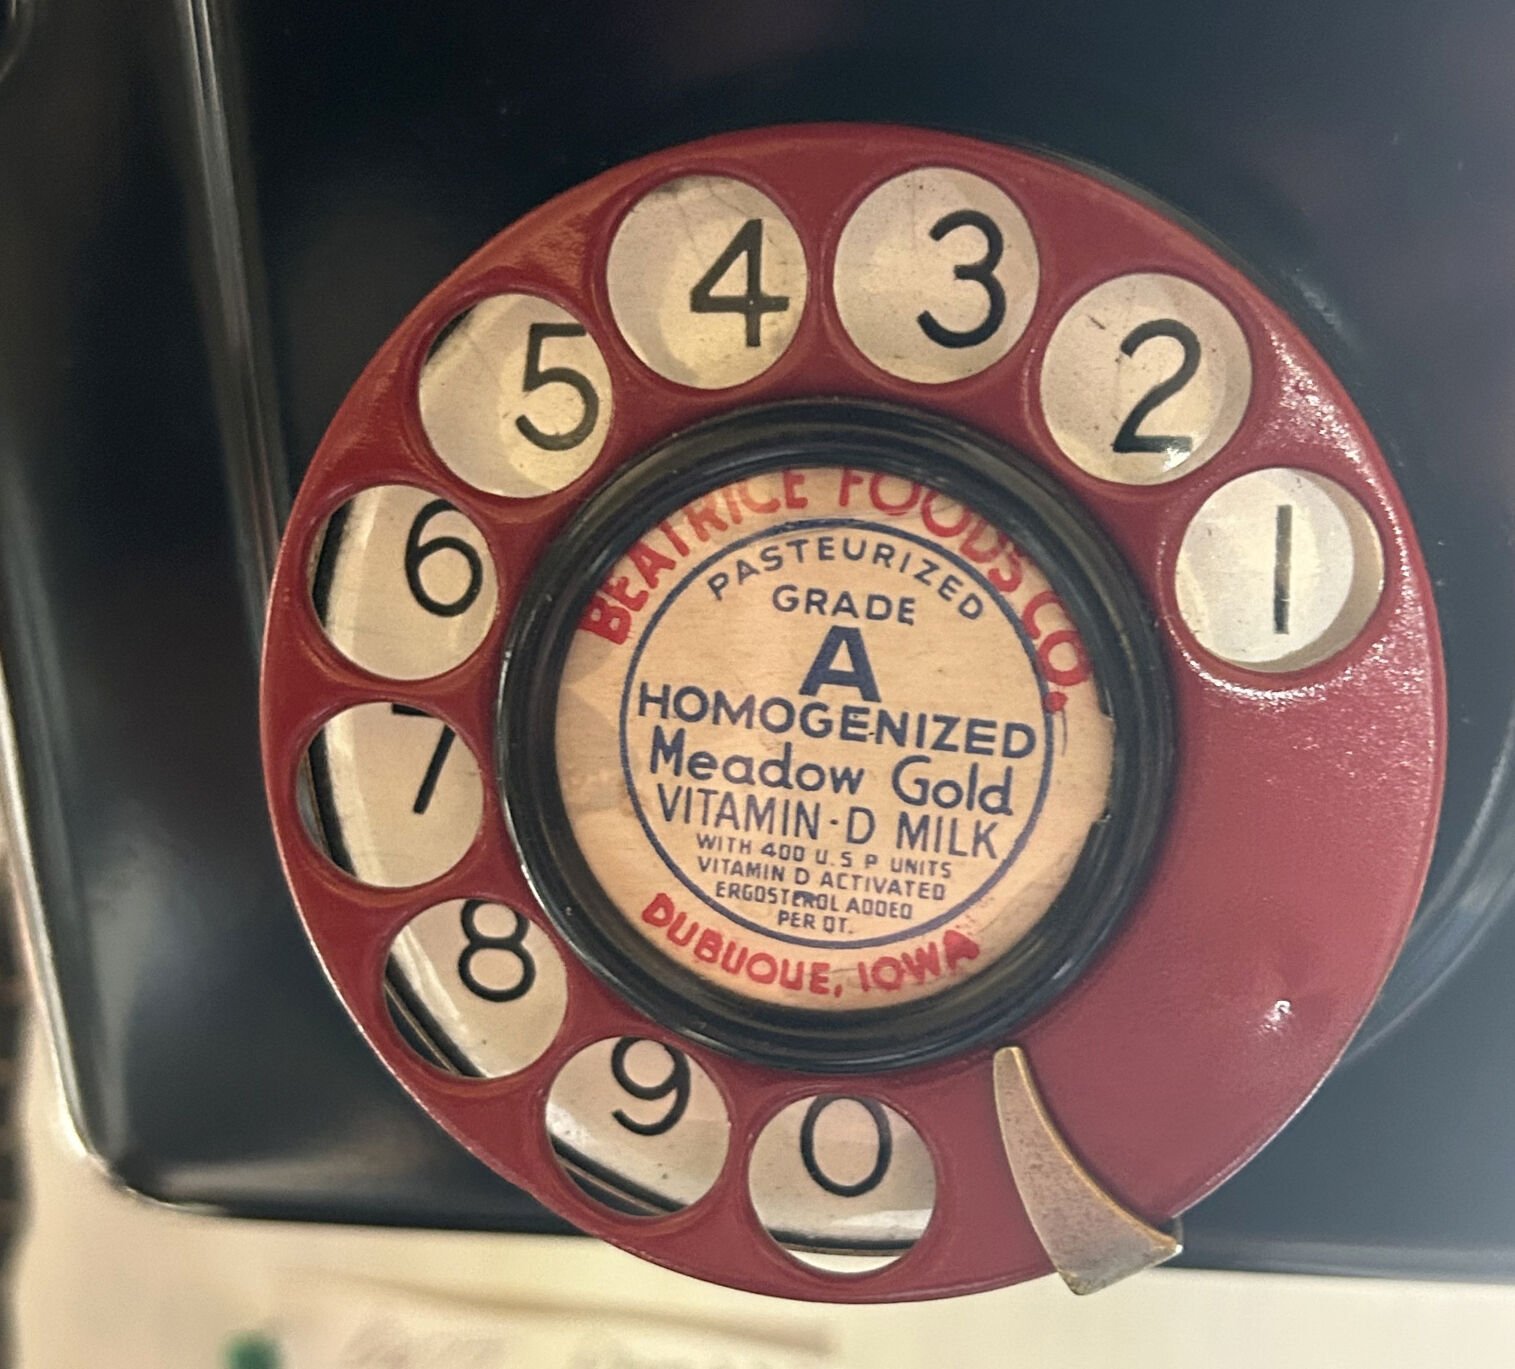 4
3
5
2
6
1
7
8
9
0
BEATRICE FOODS CO.
PASTEURIZED
GRADE
A
HOMOGENIZED
Meadow Gold
VITAMIN-D MILK
WITH 400 U.S P UNITS
VITAMIN D ACTIVATED
ERGOSTEROL ADDED
PER QT.
DUBUQUE, IOWA